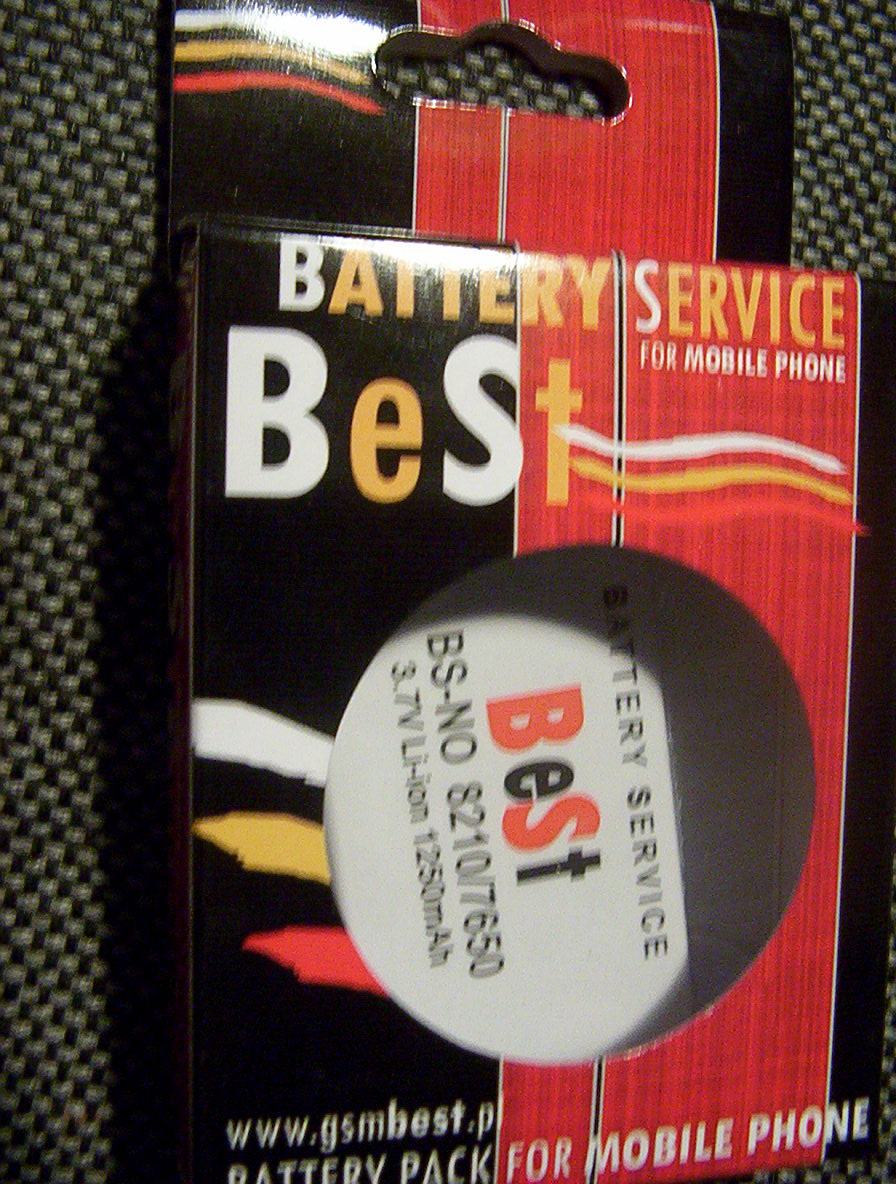 BATTERY SERVICE
FOR MOBILE PHONE
BeSt
BATTERY SERVICE
BeSt
BS-NO 8210/7650
3.7V Li-iron 1250mAh
www.gsmbest.p
BATTERY PACK FOR MOBILE PHONE